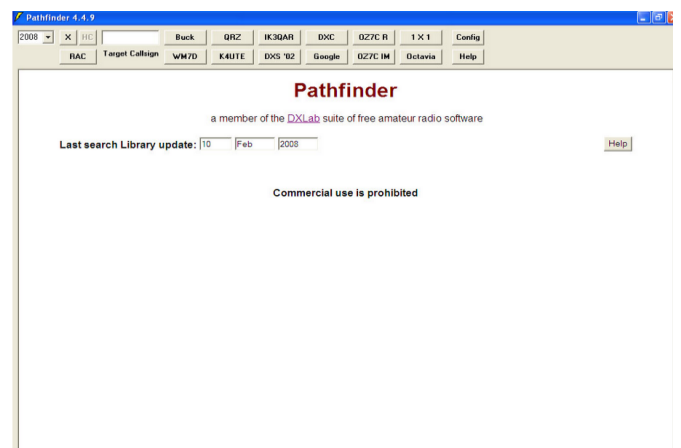 Pathfinder 4.4.9
2008 X HC Buck QRZ IK3QAR DXC OZ7C R 1 X 1 Config
RAC Target Callsign WM7D K4UTE DXS '02 Google OZ7C IM Octavia Help
Pathfinder
a member of the DXLab suite of free amateur radio software
Last search Library update: 10 Feb 2008 Help
Commercial use is prohibited